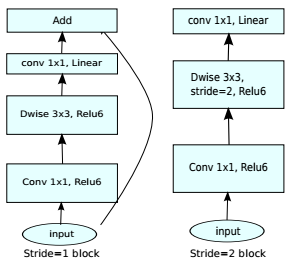 Add
conv 1x1, Linear
Dwise 3x3, Relu6
Conv 1x1, Relu6
input
Stride=1 block
conv 1x1, Linear
Dwise 3x3,
stride=2, Relu6
Conv 1x1, Relu6
input
Stride=2 block